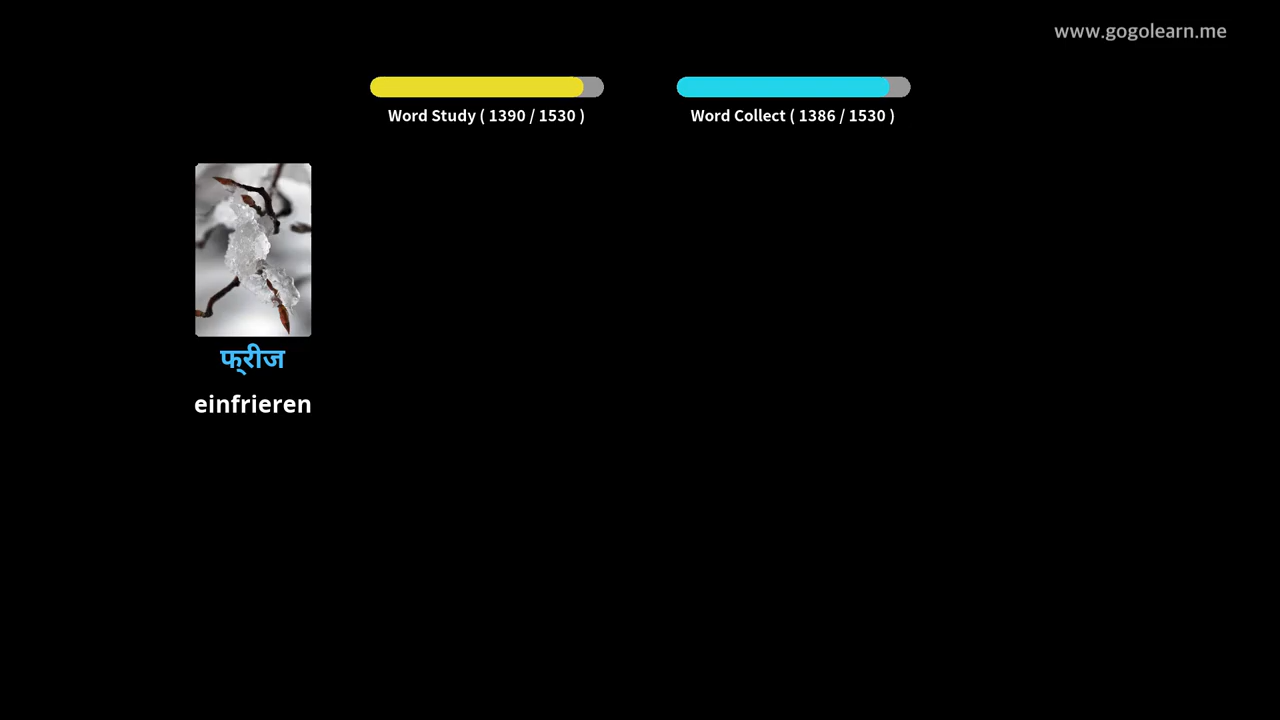 www.gogolearn.me
Word Study ( 1390 / 1530 )
Word Collect ( 1386 / 1530 )
फ्रीज
einfrieren